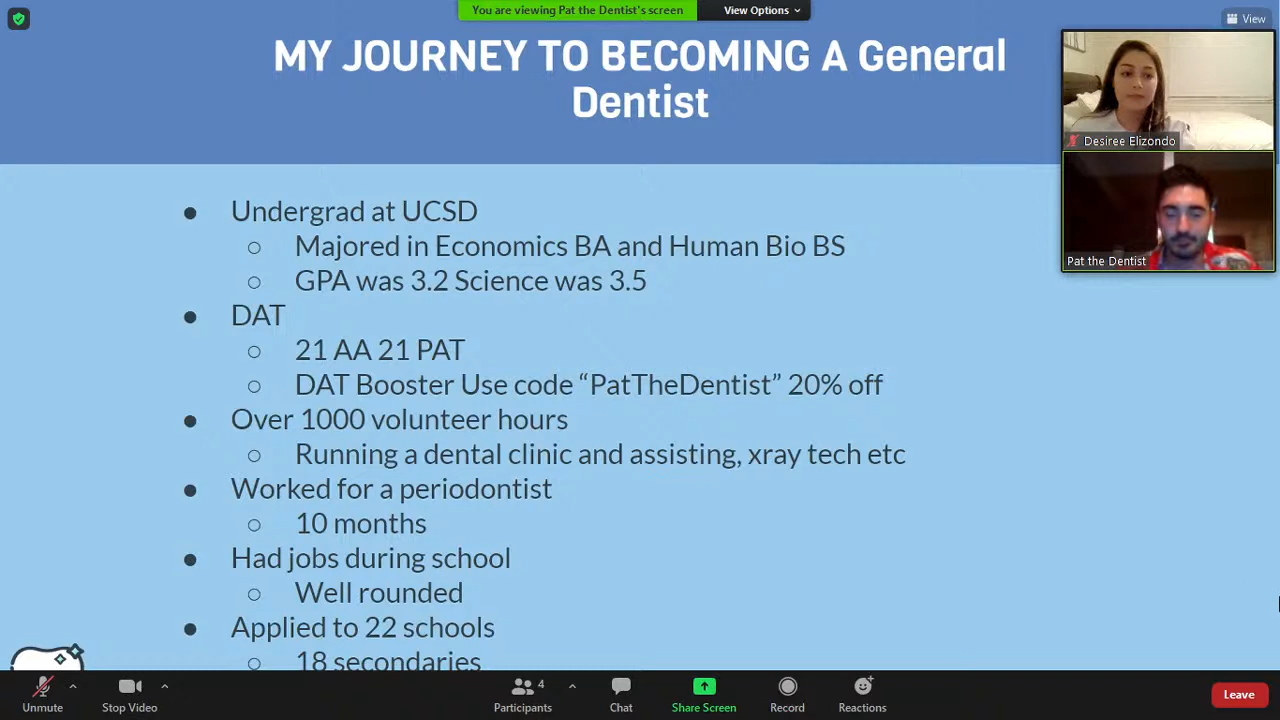 You are viewing Pat the Dentist's screen
View Options
View
MY JOURNEY TO BECOMING A General
Dentist
Desiree Elizondo
Pat the Dentist
● Undergrad at UCSD
○ Majored in Economics BA and Human Bio BS
○ GPA was 3.2 Science was 3.5
● DAT
○ 21 AA 21 PAT
○ DAT Booster Use code “PatTheDentist” 20% off
● Over 1000 volunteer hours
○ Running a dental clinic and assisting, xray tech etc
● Worked for a periodontist
○ 10 months
● Had jobs during school
○ Well rounded
● Applied to 22 schools
○ 18 secondaries
Unmute
Stop Video
Participants
4
Chat
Share Screen
Record
Reactions
Leave